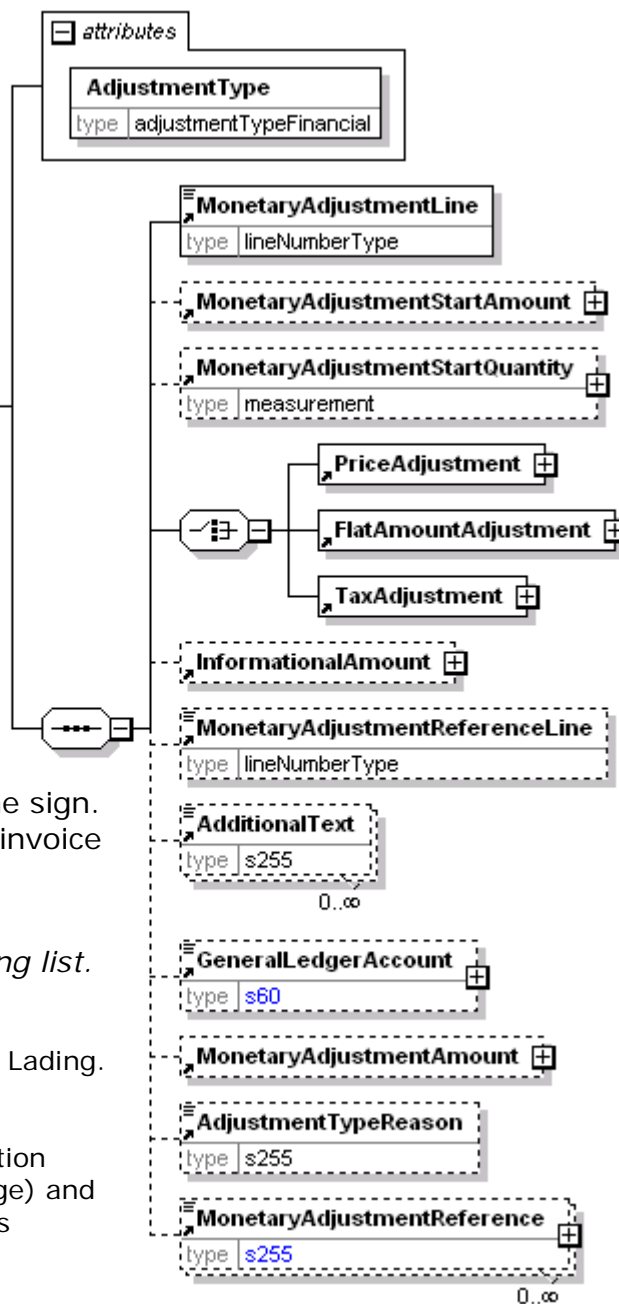 attributes
AdjustmentType
type adjustmentTypeFinancial
MonetaryAdjustmentLine
type lineNumberType
MonetaryAdjustmentStartAmount
MonetaryAdjustmentStartQuantity
type measurement
PriceAdjustment
FlatAmountAdjustment
TaxAdjustment
InformationalAmount
MonetaryAdjustmentReferenceLine
type lineNumberType
ne sign.
invoice
AdditionalText
type s255
0..∞
ng list.
GeneralLedgerAccount
type s60
Lading.
MonetaryAdjustmentAmount
AdjustmentTypeReason
type s255
tion
ge) and
s
MonetaryAdjustmentReference
type s255
0..∞